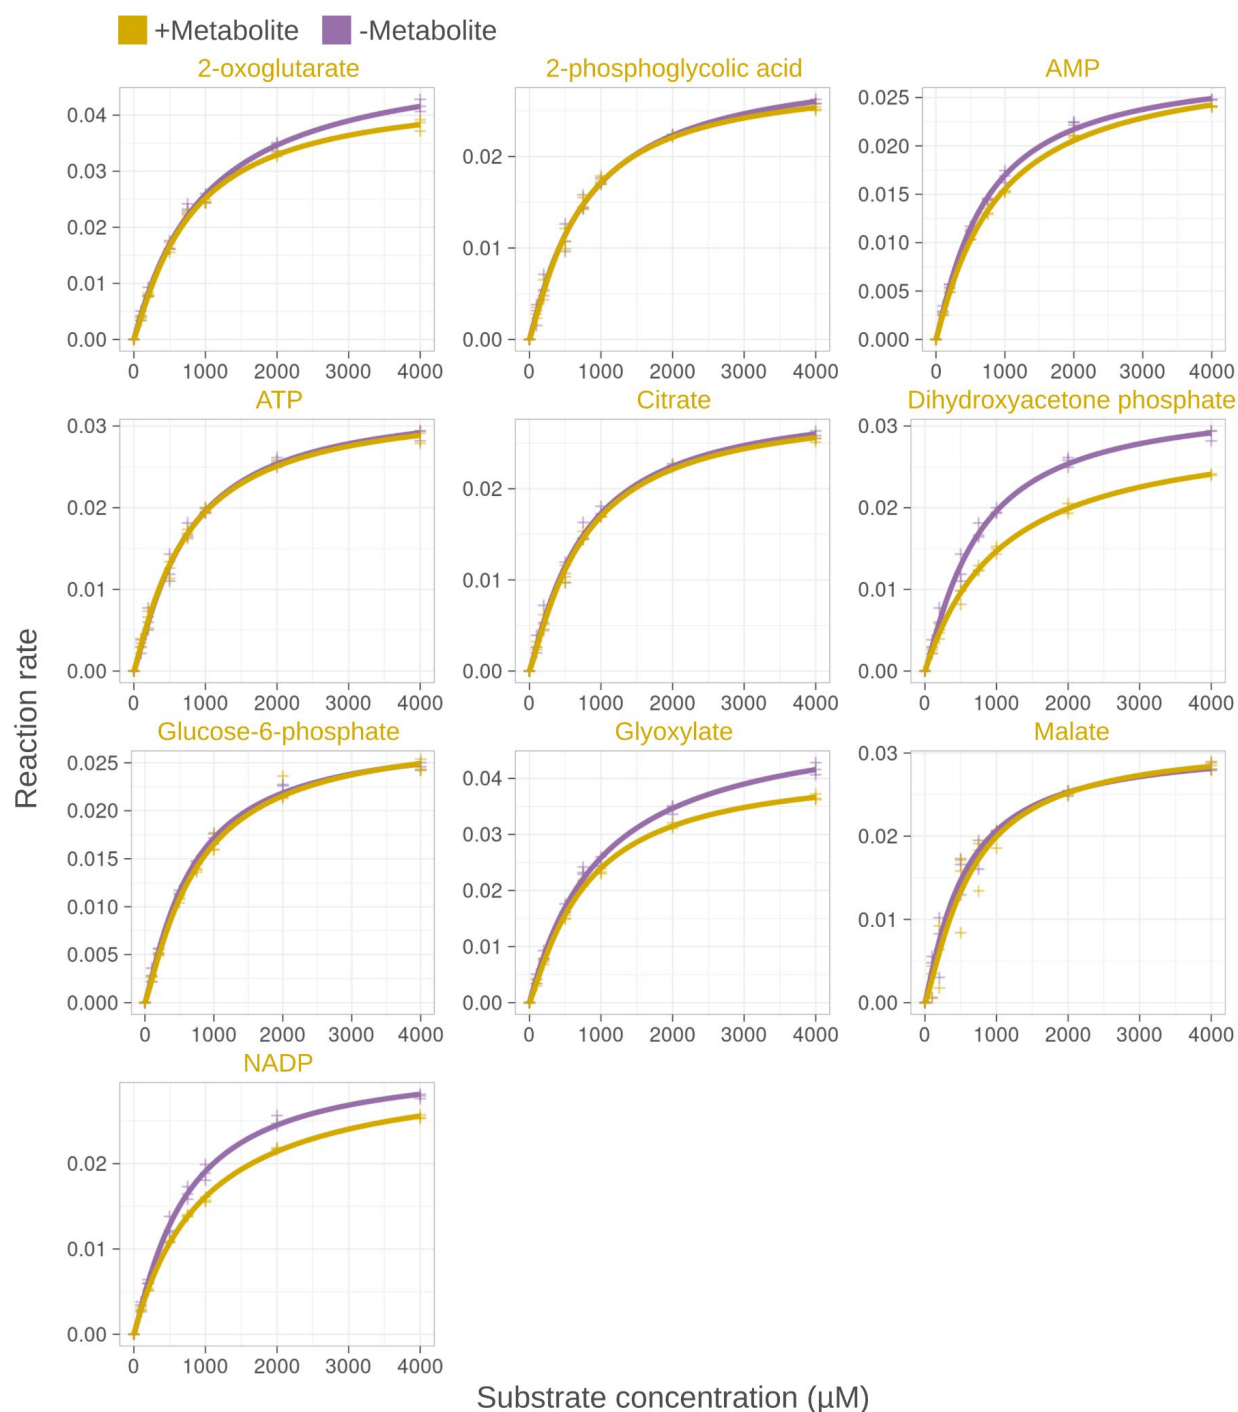 +Metabolite -Metabolite
2-oxoglutarate 2-phosphoglycolic acid AMP
0.04
0.03
0.02
0.01
0.00
0 1000 2000 3000 4000
0.02
0.01
0.00
0 1000 2000 3000 4000
0.025
0.020
0.015
0.010
0.005
0.000
0 1000 2000 3000 4000
ATP Citrate Dihydroxyacetone phosphate
0.03
0.02
0.01
0.00
0 1000 2000 3000 4000
0.02
0.01
0.00
0 1000 2000 3000 4000
0.03
0.02
0.01
0.00
0 1000 2000 3000 4000
Reaction rate
Glucose-6-phosphate Glyoxylate Malate
0.025
0.020
0.015
0.010
0.005
0.000
0 1000 2000 3000 4000
0.04
0.03
0.02
0.01
0.00
0 1000 2000 3000 4000
0.03
0.02
0.01
0.00
0 1000 2000 3000 4000
NADP
0.02
0.01
0.00
0 1000 2000 3000 4000
Substrate concentration (µM)